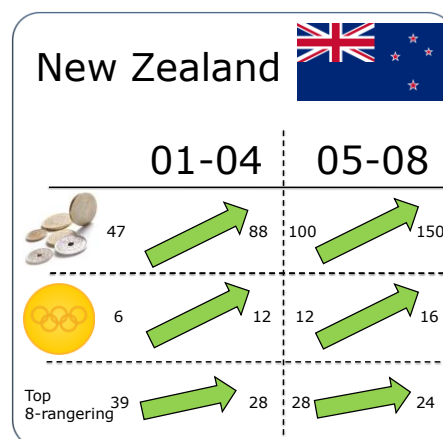 New Zealand
01-04 05-08
47 88 100 150
6 12 12 16
Top
8-rangering 39 28 28 24